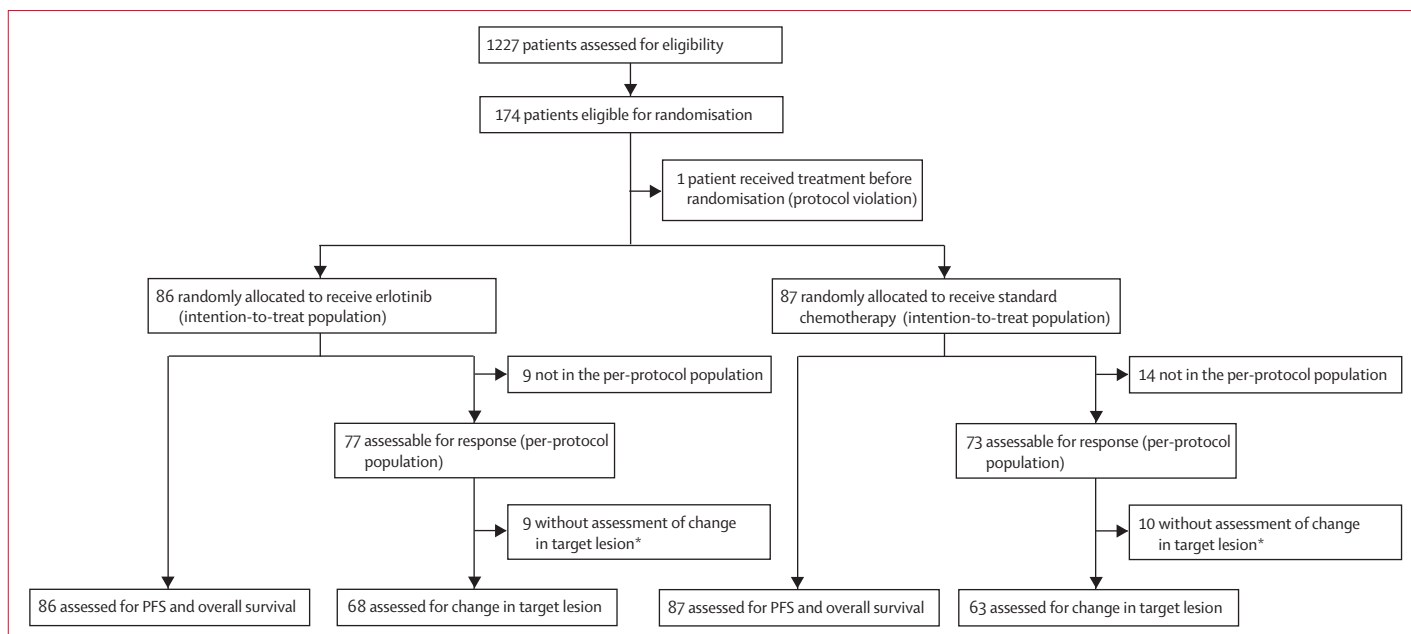 1227 patients assessed for eligibility
174 patients eligible for randomisation
1 patient received treatment before
randomisation (protocol violation)
86 randomly allocated to receive erlotinib
(intention-to-treat population)
87 randomly allocated to receive standard
chemotherapy (intention-to-treat population)
9 not in the per-protocol population
14 not in the per-protocol population
77 assessable for response (per-protocol
population)
73 assessable for response (per-protocol
population)
9 without assessment of change
in target lesion*
10 without assessment of change
in target lesion*
86 assessed for PFS and overall survival
68 assessed for change in target lesion
87 assessed for PFS and overall survival
63 assessed for change in target lesion